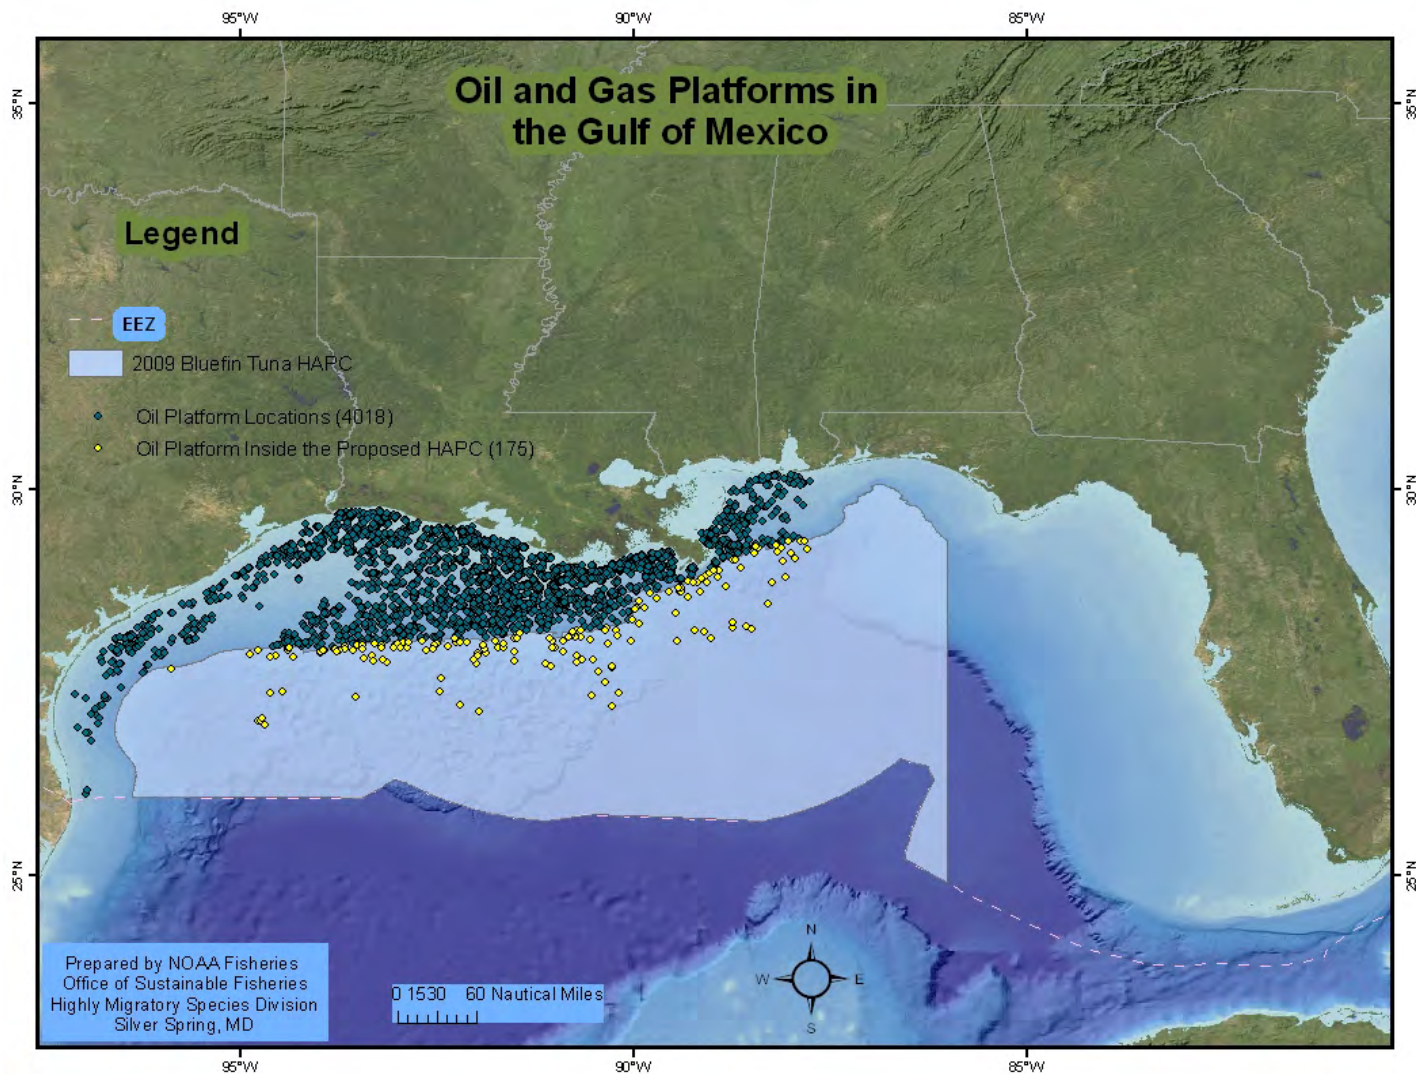 95°W
90°W
85°W
35°N
35°N
Oil and Gas Platforms in
the Gulf of Mexico
Legend
EEZ
2009 Bluefin Tuna HAPC
Oil Platform Locations (4018)
Oil Platform Inside the Proposed HAPC (175)
30°N
30°N
25°N
25°N
N
W
E
S
Prepared by NOAA Fisheries
Office of Sustainable Fisheries
Highly Migratory Species Division
Silver Spring, MD
0 1530 60 Nautical Miles
95°W
90°W
85°W